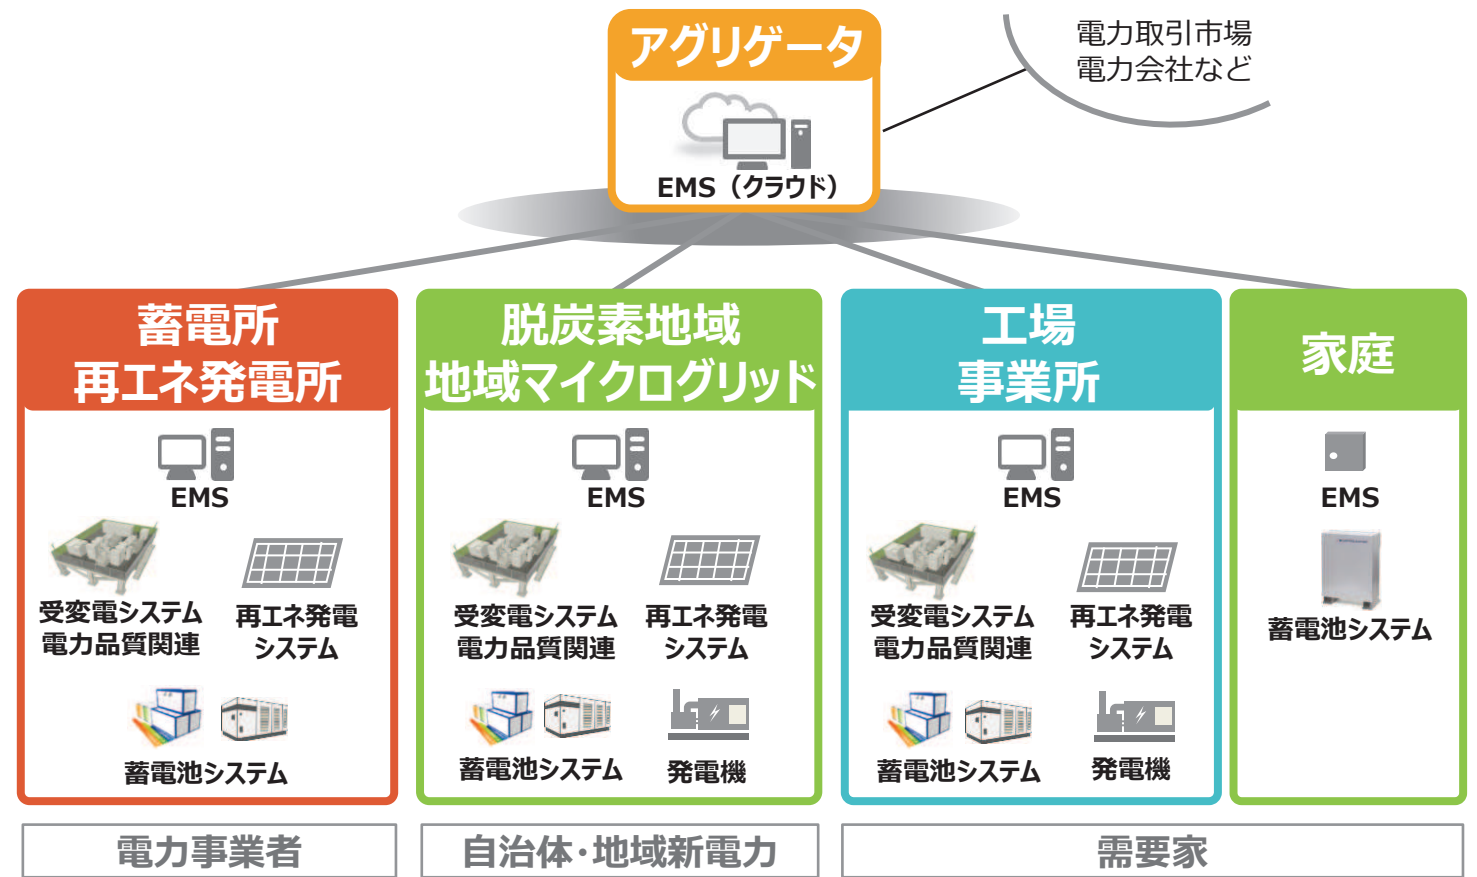 アグリゲータ
EMS（クラウド）
電力取引市場
電力会社など
蓄電所
再エネ発電所
EMS
受変電システム
電力品質関連
再エネ発電
システム
蓄電池システム
脱炭素地域
地域マイクログリッド
EMS
受変電システム
電力品質関連
再エネ発電
システム
蓄電池システム
発電機
工場
事業所
EMS
受変電システム
電力品質関連
再エネ発電
システム
蓄電池システム
発電機
家庭
EMS
蓄電池システム
電力事業者
自治体・地域新電力
需要家